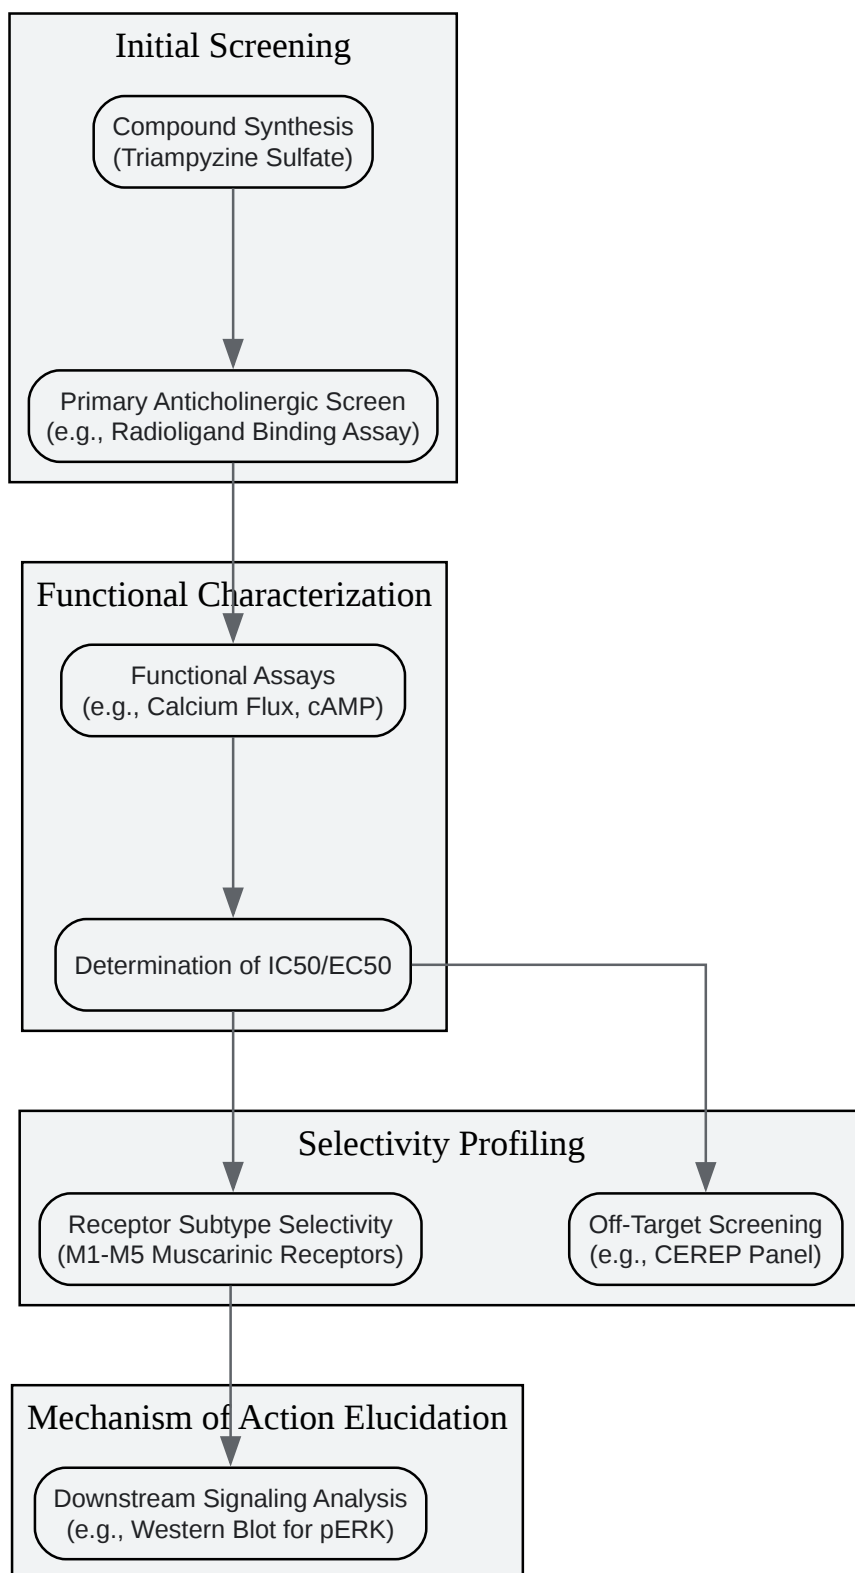 Initial Screening
Compound Synthesis
(Triampyzine Sulfate)
Primary Anticholinergic Screen
(e.g., Radioligand Binding Assay)
Functional Characterization
Functional Assays
(e.g., Calcium Flux, cAMP)
Determination of IC50/EC50
Selectivity Profiling
Receptor Subtype Selectivity
(M1-M5 Muscarinic Receptors)
Off-Target Screening
(e.g., CEREP Panel)
Mechanism of Action Elucidation
Downstream Signaling Analysis
(e.g., Western Blot for pERK)